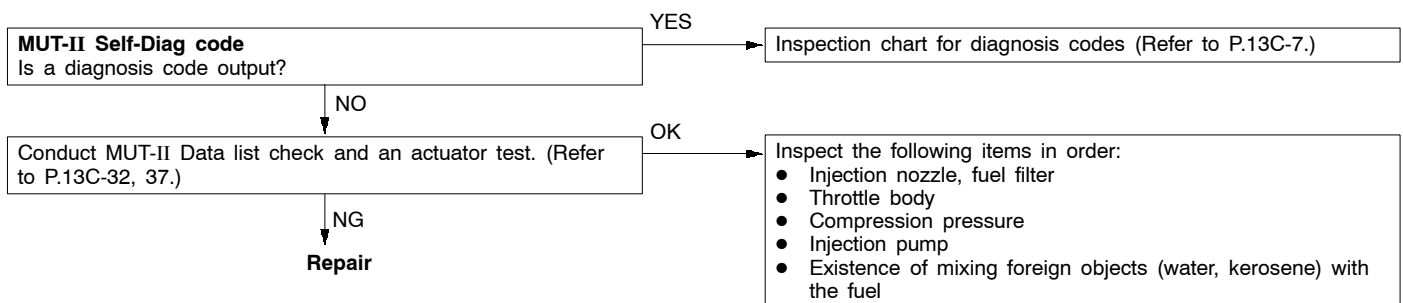 YES
MUT-II Self-Diag code
Is a diagnosis code output?
Inspection chart for diagnosis codes (Refer to P.13C-7.)
NO
OK
Conduct MUT-II Data list check and an actuator test. (Refer
to P.13C-32, 37.)
Inspect the following items in order:
● Injection nozzle, fuel filter
● Throttle body
● Compression pressure
● Injection pump
● Existence of mixing foreign objects (water, kerosene) with
the fuel
NG
Repair